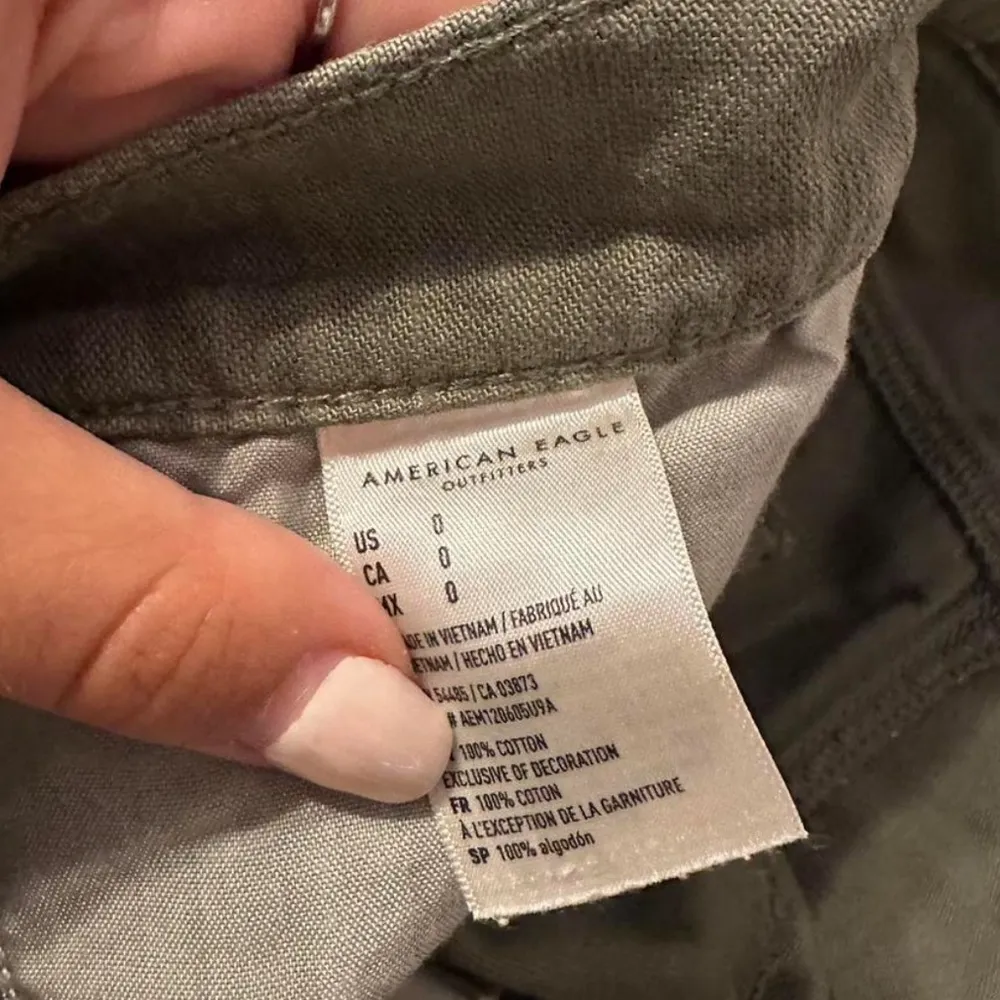 AMERICAN EAGLE
OUTFITTERS
US 0
CA 0
MX 0
DE IN VIETNAM / FABRIQUÉ AU
ETNAM / HECHO EN VIETNAM
54485 / CA 03873
# AEM120605U9A
100% COTTON
EXCLUSIVE OF DECORATION
FR 100% COTON
À L'EXCEPTION DE LA GARNITURE
SP 100% algodón